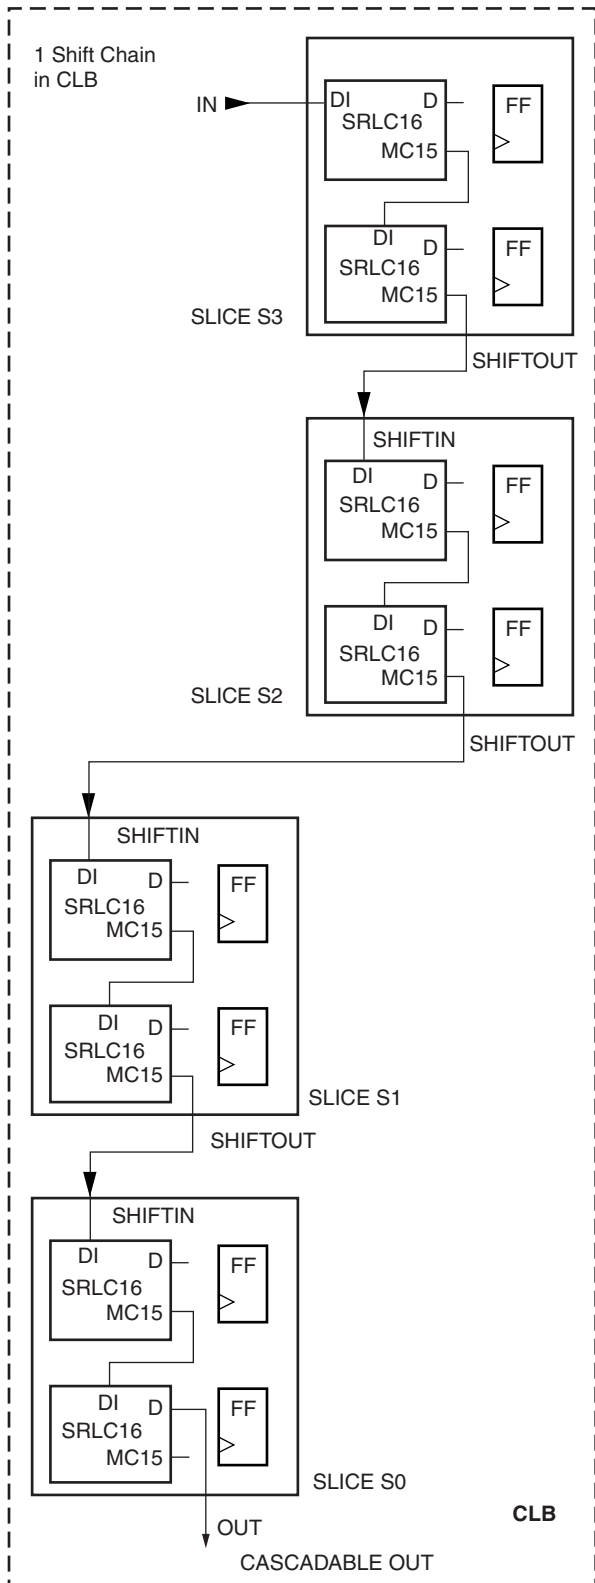 1 Shift Chain
in CLB
IN
DI
D
SRLC16
MC15
FF
DI
D
SRLC16
MC15
FF
SLICE S3
SHIFTOUT
SHIFTIN
DI
D
SRLC16
MC15
FF
DI
D
SRLC16
MC15
FF
SLICE S2
SHIFTOUT
SHIFTIN
DI
D
SRLC16
MC15
FF
DI
D
SRLC16
MC15
FF
SLICE S1
SHIFTOUT
SHIFTIN
DI
D
SRLC16
MC15
FF
DI
D
SRLC16
MC15
FF
SLICE S0
OUT
CLB
CASCADABLE OUT